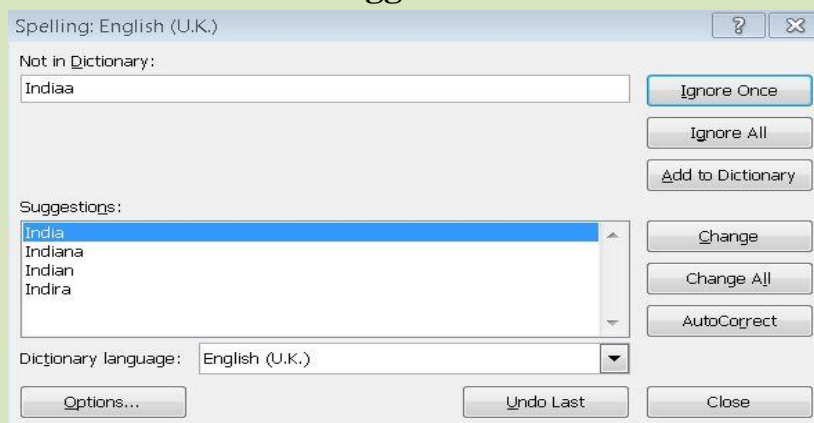 Spelling: English (U.K.)
Not in Dictionary:
Indiaa
Ignore Once
Ignore All
Add to Dictionary
Suggestions:
India
Indiana
Indian
Indira
Change
Change All
AutoCorrect
Dictionary language: English (U.K.)
Options... Undo Last Close